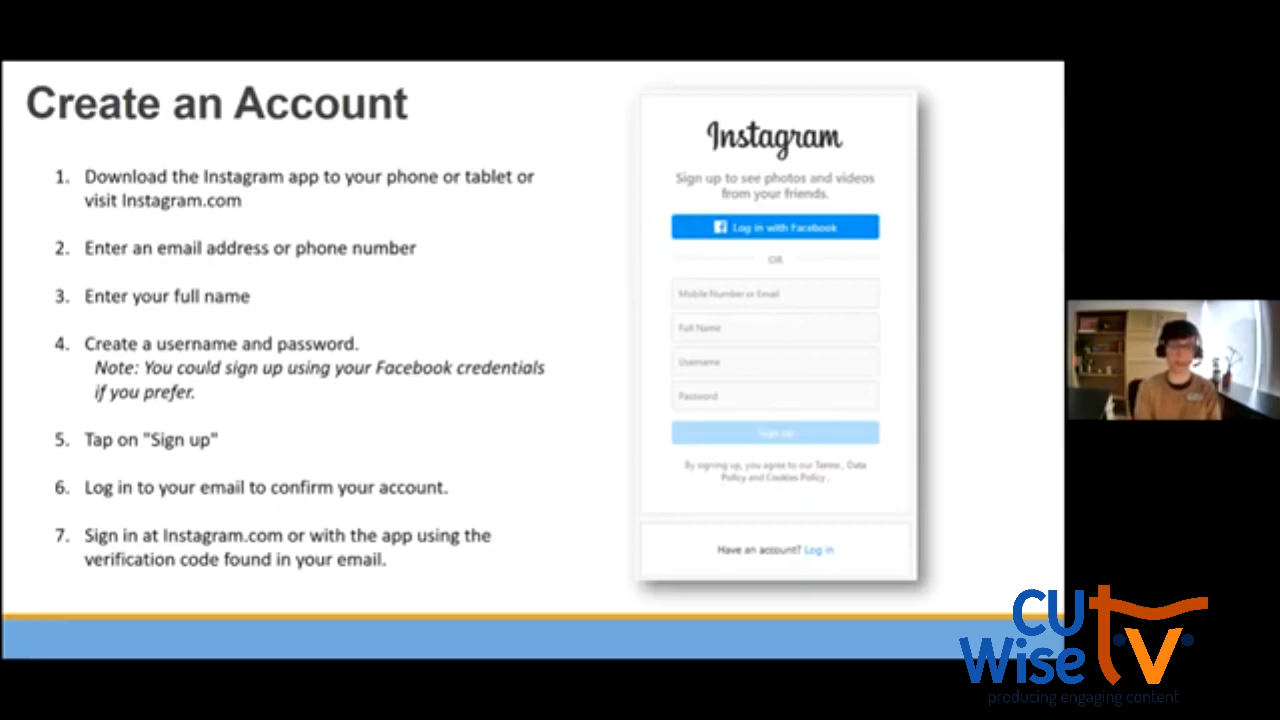 Create an Account
1. Download the Instagram app to your phone or tablet or
visit Instagram.com
2. Enter an email address or phone number
3. Enter your full name
4. Create a username and password.
Note: You could sign up using your Facebook credentials
if you prefer.
5. Tap on "Sign up"
6. Log in to your email to confirm your account.
7. Sign in at Instagram.com or with the app using the
verification code found in your email.
Instagram
Sign up to see photos and videos
from your friends.
Log in with Facebook
OR
Mobile Number or Email
Full Name
Username
Password
Sign up
By signing up, you agree to our Terms, Data
Policy and Cookies Policy.
Have an account? Log in
CU
Wise
tv
producing engaging content